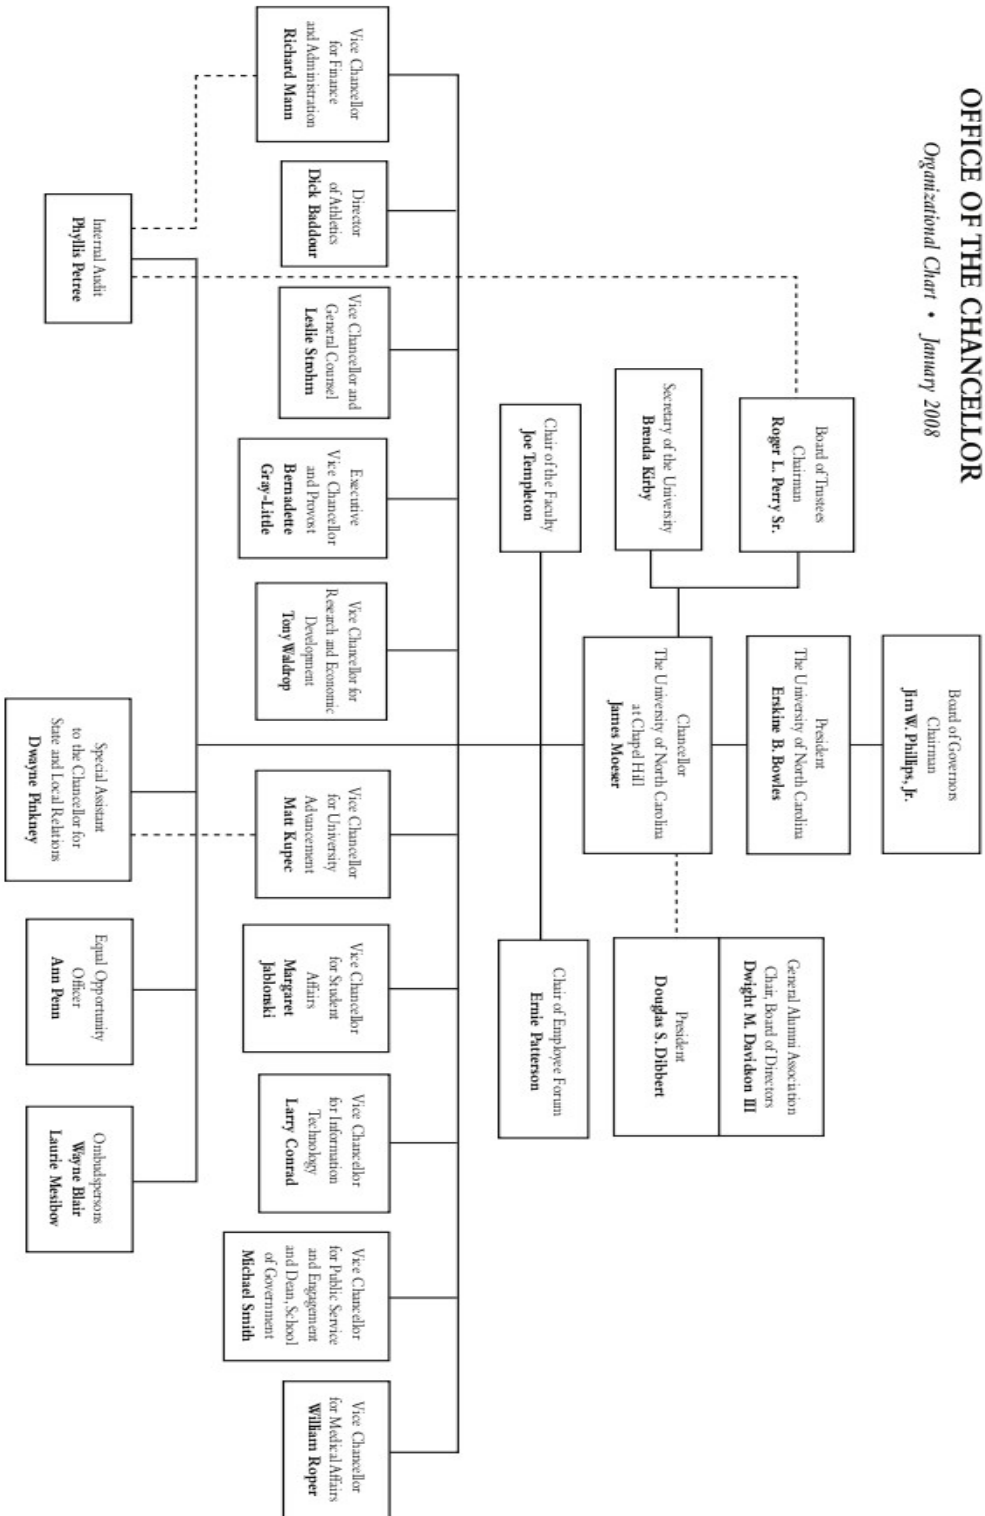 OFFICE OF THE CHANCELLOR
Organizational Chart • January 2008
Board of Governors
Chairman
Jim W. Phillips, Jr.
President
The University of North Carolina
Erskine B. Bowles
Board of Trustees
Chairman
Roger L. Perry Sr.
Secretary of the University
Brenda Kirby
Chancellor
The University of North Carolina
at Chapel Hill
James Moeser
General Alumni Association
Chair, Board of Directors
Dwight M. Davidson III
President
Douglas S. Dibbert
Chair of the Faculty
Joe Templeton
Chair of Employee Forum
Ernie Patterson
Vice Chancellor
for Finance
and Administration
Richard Mann
Director
of Athletics
Dick Baddour
Vice Chancellor and
General Counsel
Leslie Strohm
Executive
Vice Chancellor
and Provost
Bernadette
Gray-Little
Vice Chancellor for
Research and Economic
Development
Tony Waldrop
Vice Chancellor
for University
Advancement
Matt Kupec
Vice Chancellor
for Student
Affairs
Margaret
Jablonski
Vice Chancellor
for Information
Technology
Larry Conrad
Vice Chancellor
for Public Service
and Engagement
and Dean, School
of Government
Michael Smith
Vice Chancellor
for Medical Affairs
William Roper
Internal Audit
Phyllis Petree
Special Assistant
to the Chancellor for
State and Local Relations
Dwayne Pinkney
Equal Opportunity
Officer
Ann Penn
Ombudspersons
Wayne Blair
Laurie Mesibov